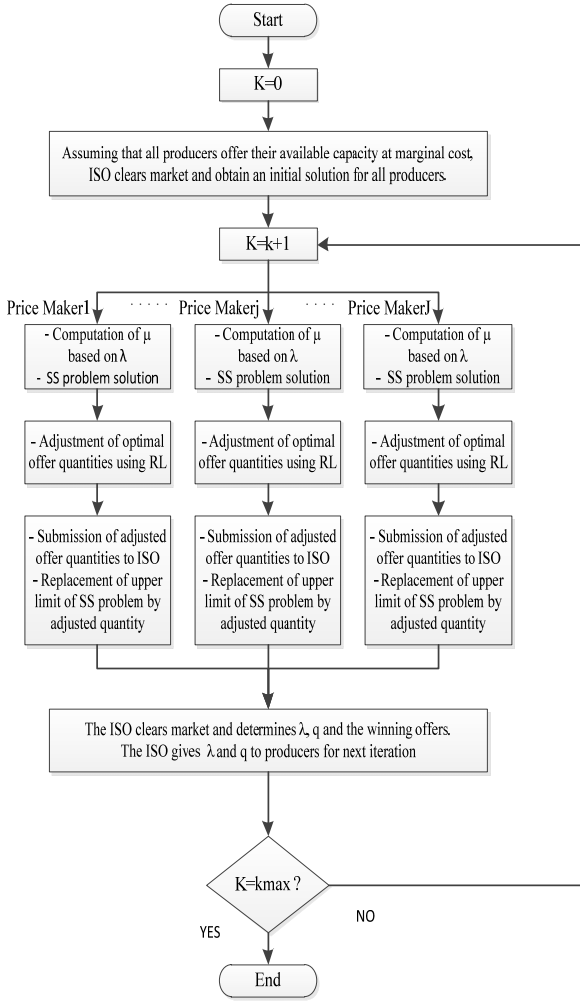 Start
K=0
Assuming that all producers offer their available capacity at marginal cost,
ISO clears market and obtain an initial solution for all producers.
K=k+1
Price Maker1
. . . . .
Price Makerj
. . . .
Price MakerJ
- Computation of μ
based on λ
- SS problem solution
- Computation of μ
based on λ
- SS problem solution
- Computation of μ
based on λ
- SS problem solution
- Adjustment of optimal
offer quantities using RL
- Adjustment of optimal
offer quantities using RL
- Adjustment of optimal
offer quantities using RL
- Submission of adjusted
offer quantities to ISO
- Replacement of upper
limit of SS problem by
adjusted quantity
- Submission of adjusted
offer quantities to ISO
- Replacement of upper
limit of SS problem by
adjusted quantity
- Submission of adjusted
offer quantities to ISO
- Replacement of upper
limit of SS problem by
adjusted quantity
The ISO clears market and determines λ, q and the winning offers.
The ISO gives λ and q to producers for next iteration
K=kmax ?
NO
YES
End